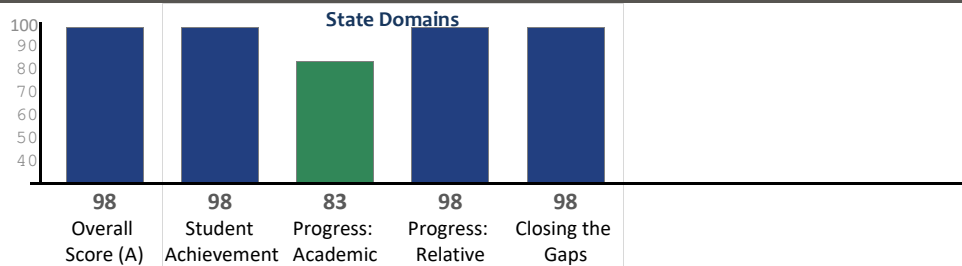 State Domains
100
90
80
70
60
50
40
98 98 83 98 98
Overall Student Progress: Progress: Closing the
Score (A) Achievement Academic Relative Gaps